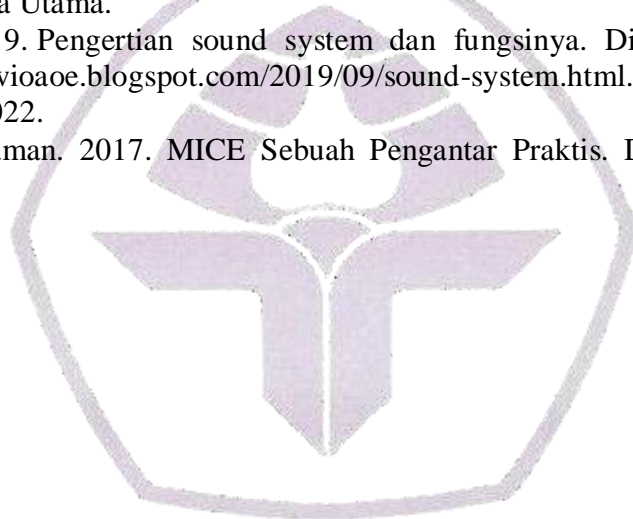 a Utama.
9. Pengertian sound system dan fungsinya. Di
vioaoe.blogspot.com/2019/09/sound-system.html.
022.
uman. 2017. MICE Sebuah Pengantar Praktis.